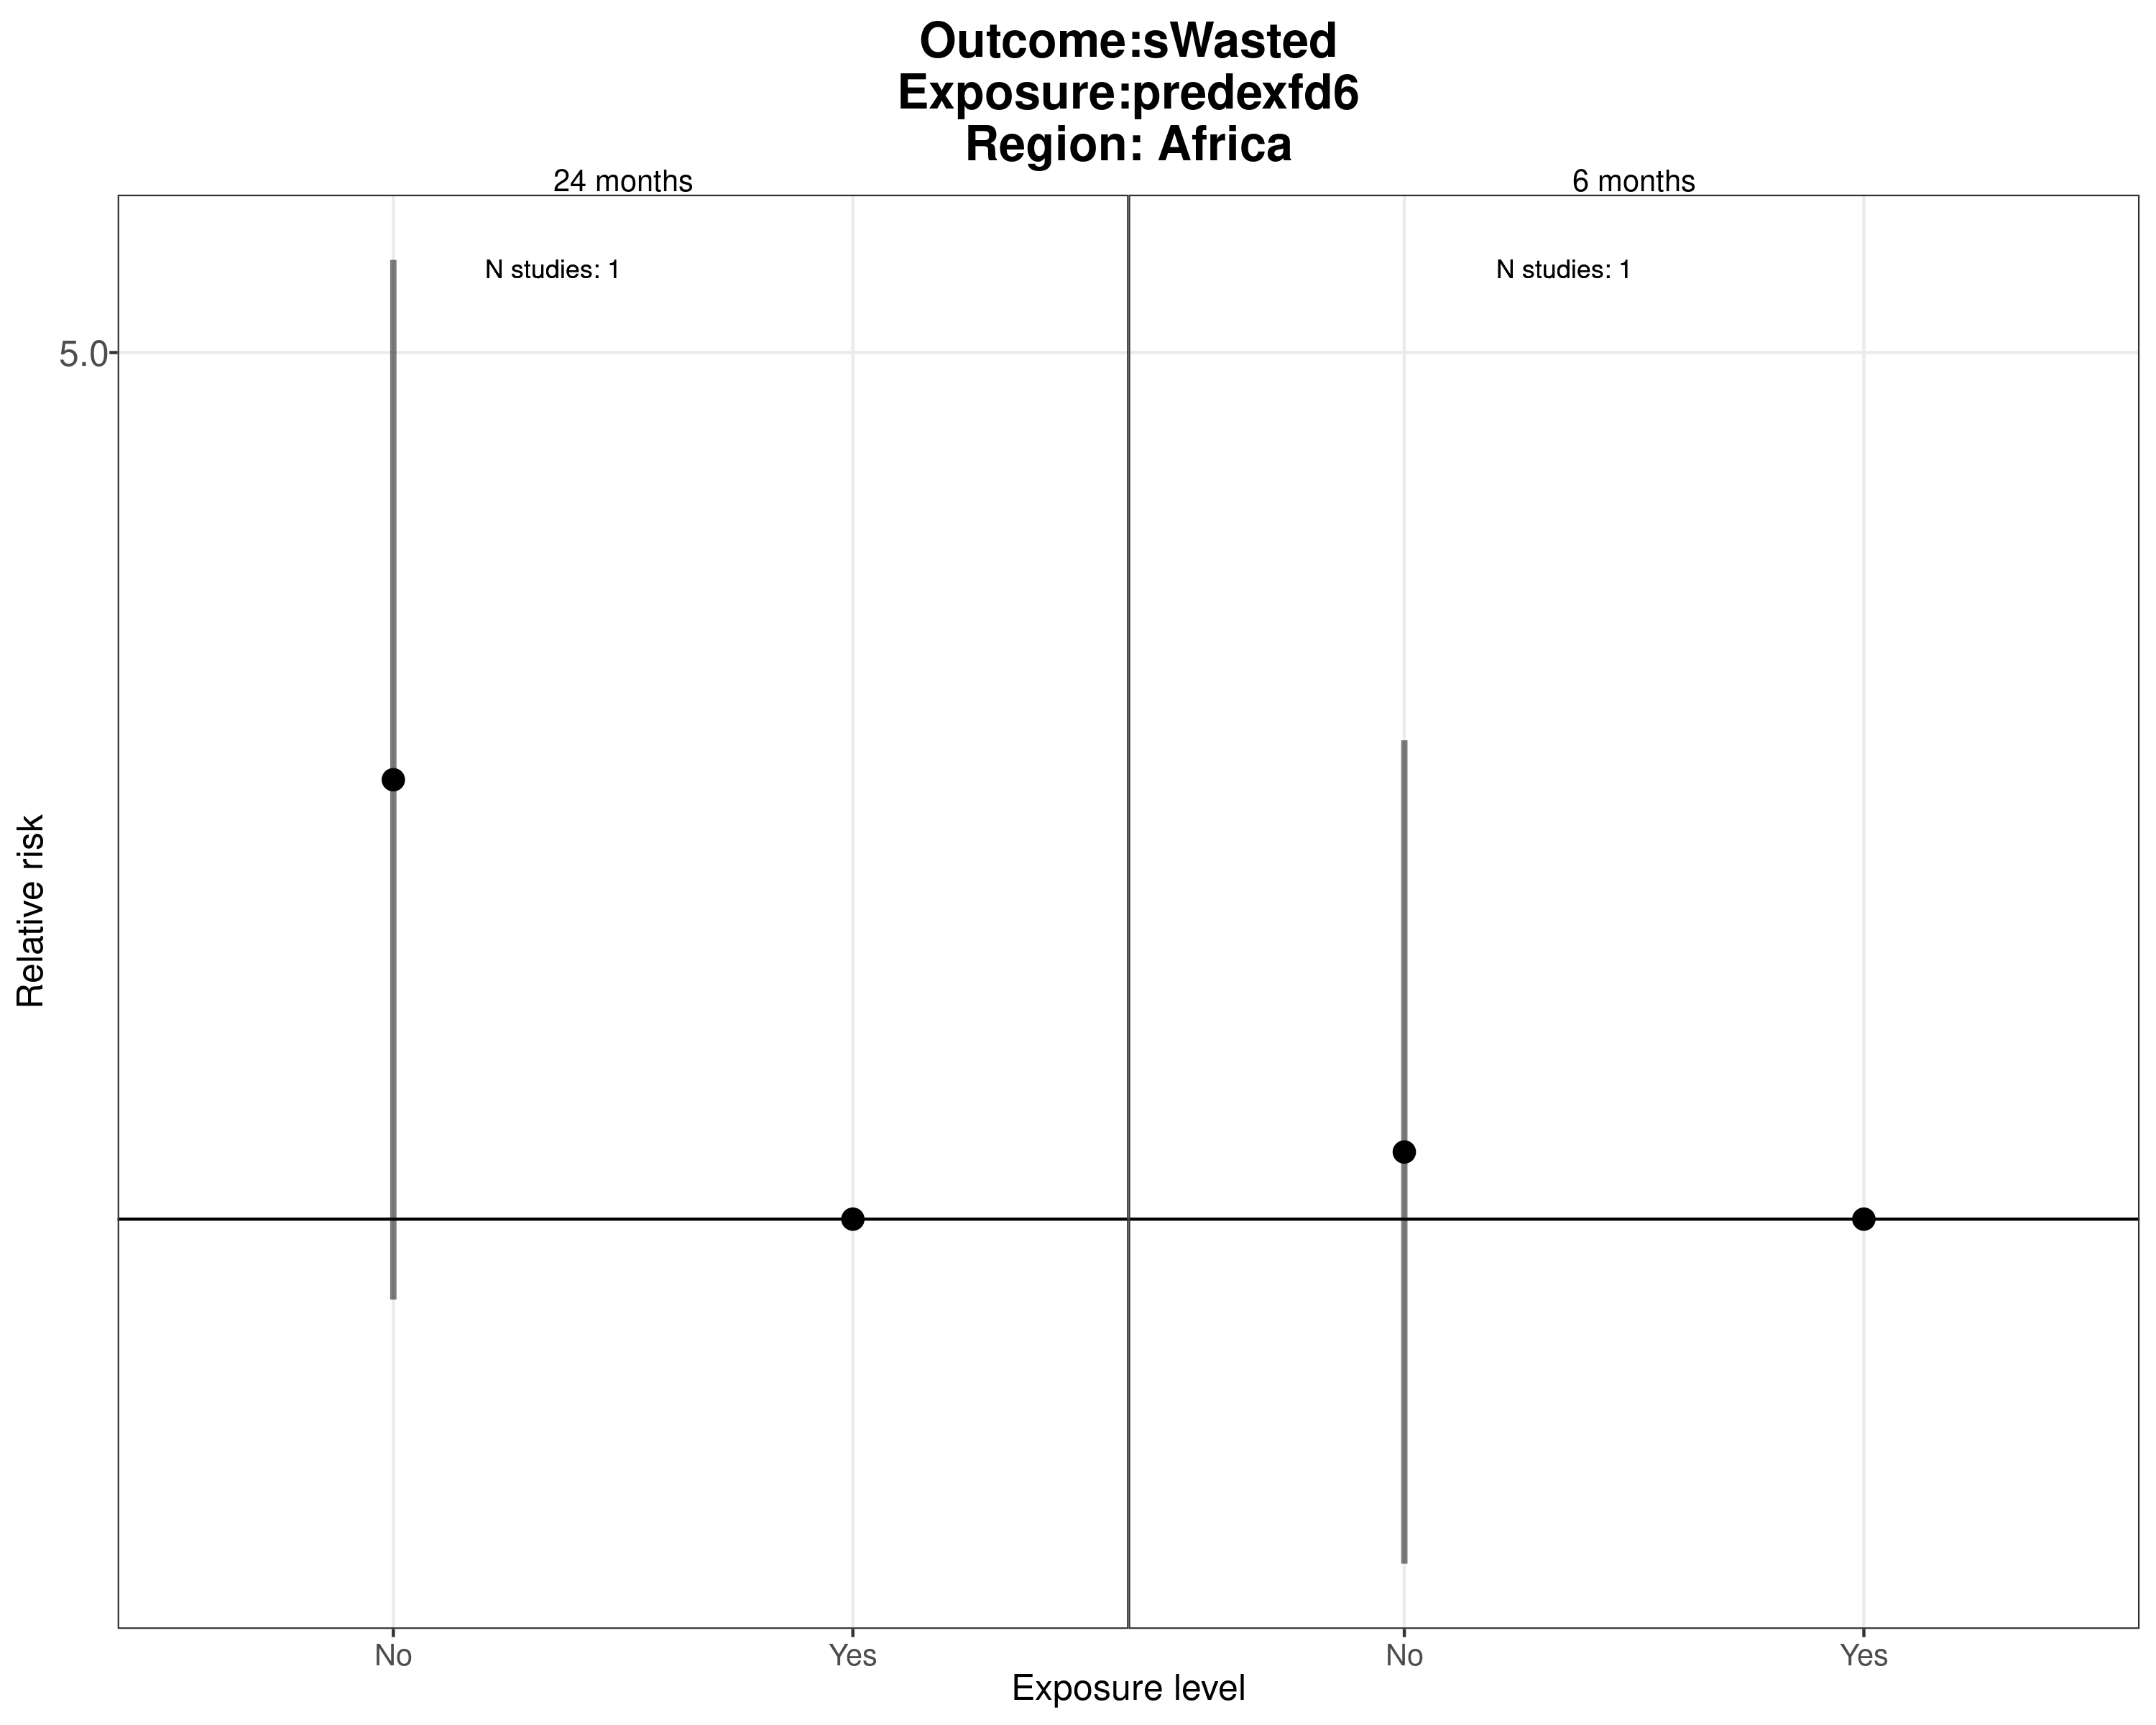 Outcome:sWasted
Exposure:predexfd6
Region: Africa
24 months
6 months
N studies: 1
N studies: 1
5.0
Relative risk
No
Yes
No
Yes
Exposure level